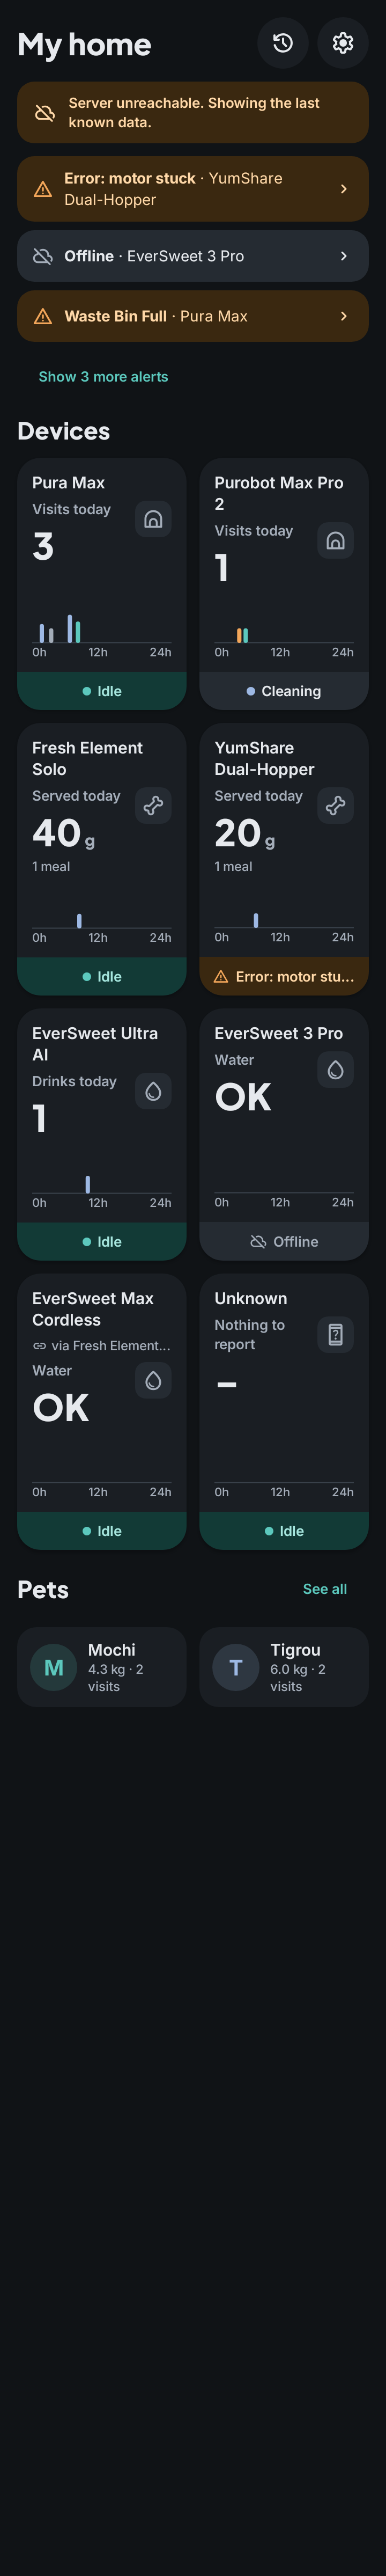 My home
Server unreachable. Showing the last
known data.
Error: motor stuck · YumShare
Dual-Hopper
Offline · EverSweet 3 Pro
Waste Bin Full · Pura Max
Show 3 more alerts
Devices
Pura Max
Visits today
3
0h 12h 24h
Idle
Purobot Max Pro
2
Visits today
1
0h 12h 24h
Cleaning
Fresh Element
Solo
Served today
40 g
1 meal
0h 12h 24h
Idle
YumShare
Dual-Hopper
Served today
20 g
1 meal
0h 12h 24h
Error: motor stu...
EverSweet Ultra
AI
Drinks today
1
0h 12h 24h
Idle
EverSweet 3 Pro
Water
OK
0h 12h 24h
Offline
EverSweet Max
Cordless
via Fresh Element...
Water
OK
0h 12h 24h
Idle
Unknown
Nothing to
report
?
–
0h 12h 24h
Idle
Pets
See all
M
Mochi
4.3 kg · 2
visits
T
Tigrou
6.0 kg · 2
visits